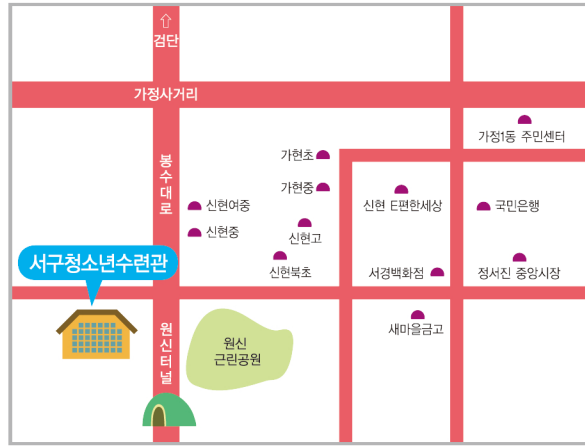 검단
가정사거리
가정1동 주민센터
가현초
봉수대로
가현중
신현 E편한세상
신현여중
국민은행
신현고
신현중
서구청소년수련관
신현북초
서경백화점
정서진 중앙시장
새마을금고
원신터널
원신
근린공원